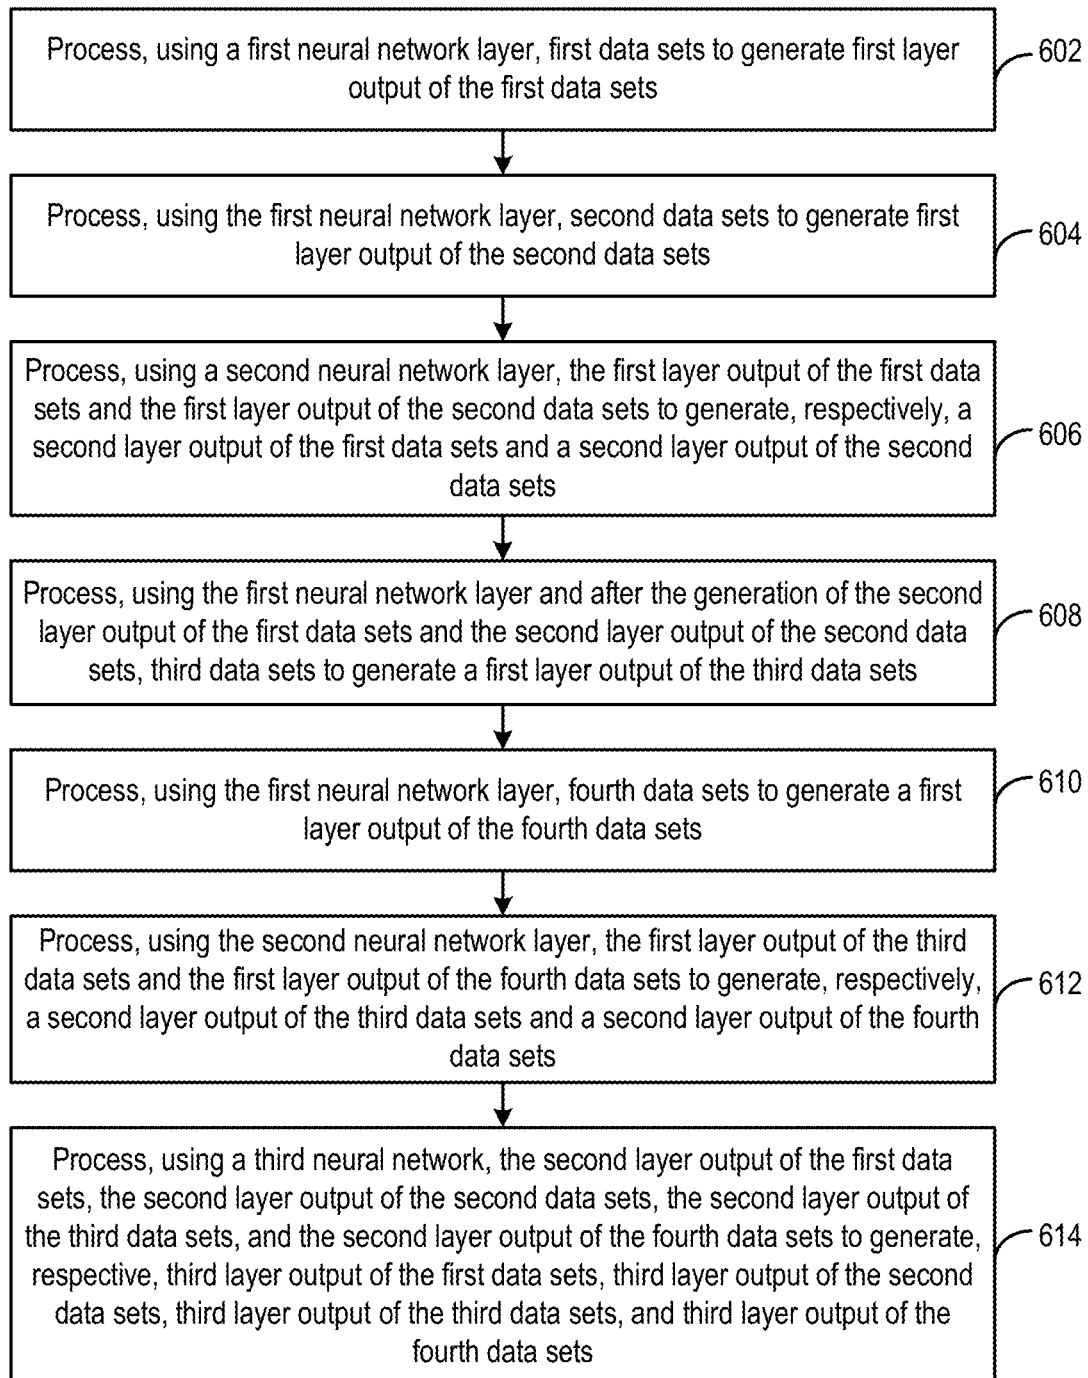 Process, using a first neural network layer, first data sets to generate first layer
output of the first data sets
602
Process, using the first neural network layer, second data sets to generate first
layer output of the second data sets
604
Process, using a second neural network layer, the first layer output of the first data
sets and the first layer output of the second data sets to generate, respectively, a
second layer output of the first data sets and a second layer output of the second
data sets
606
Process, using the first neural network layer and after the generation of the second
layer output of the first data sets and the second layer output of the second data
sets, third data sets to generate a first layer output of the third data sets
608
Process, using the first neural network layer, fourth data sets to generate a first
layer output of the fourth data sets
610
Process, using the second neural network layer, the first layer output of the third
data sets and the first layer output of the fourth data sets to generate, respectively,
a second layer output of the third data sets and a second layer output of the fourth
data sets
612
Process, using a third neural network, the second layer output of the first data
sets, the second layer output of the second data sets, the second layer output of
the third data sets, and the second layer output of the fourth data sets to generate,
respective, third layer output of the first data sets, third layer output of the second
data sets, third layer output of the third data sets, and third layer output of the
fourth data sets
614